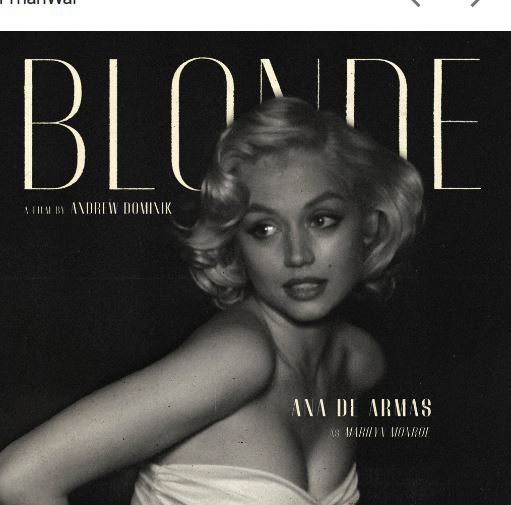 BLONDE
A FILM BY ANDREW DOMINIK
ANA DE ARMAS
AS MARILYN MONROE